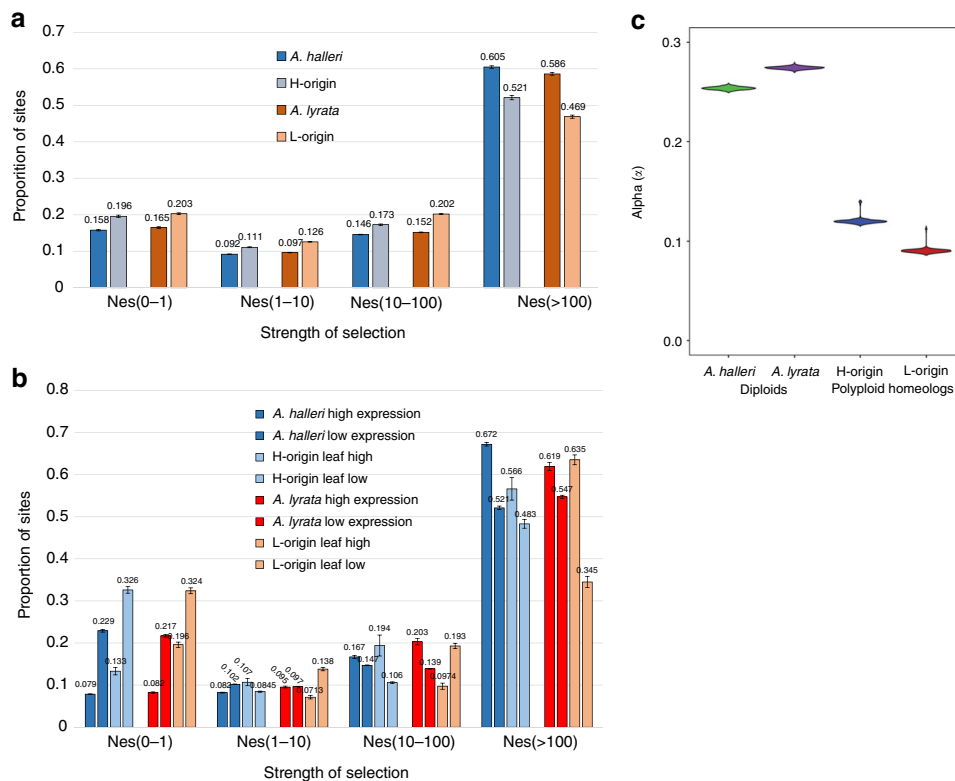 a
0.7
0.6
0.5
0.4
0.3
0.2
0.1
0
Proporition of sites
A. halleri
H-origin
A. lyrata
L-origin
0.158
0.196
0.165
0.203
0.092
0.111
0.097
0.126
0.146
0.173
0.152
0.202
0.605
0.521
0.586
0.469
Nes(0–1)
Nes(1–10)
Nes(10–100)
Nes(>100)
Strength of selection
b
0.8
0.7
0.6
0.5
0.4
0.3
0.2
0.1
0
Proportion of sites
A. halleri high expression
A. halleri low expression
H-origin leaf high
H-origin leaf low
A. lyrata high expression
A. lyrata low expression
L-origin leaf high
L-origin leaf low
0.079
0.229
0.133
0.326
0.082
0.217
0.196
0.324
0.082
0.102
0.107
0.0845
0.095
0.097
0.0713
0.138
0.167
0.147
0.194
0.106
0.203
0.139
0.0974
0.193
0.672
0.521
0.566
0.483
0.619
0.547
0.635
0.345
Nes(0–1)
Nes(1–10)
Nes(10–100)
Nes(>100)
Strength of selection
c
0.3
0.2
0.1
0.0
Alpha (α)
A. halleri
A. lyrata
H-origin
L-origin
Diploids
Polyploid homeologs